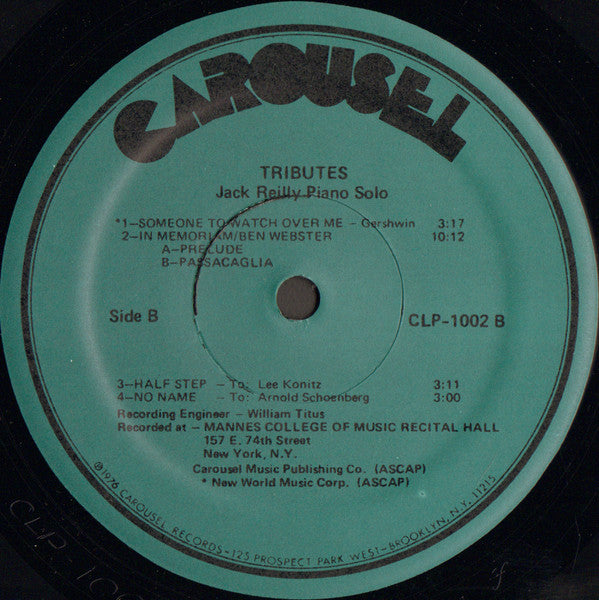 CAROUSEL
TRIBUTES
Jack Reilly Piano Solo
*1—SOMEONE TO WATCH OVER ME – Gershwin 3:17
2—IN MEMORIAM/BEN WEBSTER 10:12
A—PRELUDE
B—PASSACAGLIA
Side B
CLP-1002 B
3—HALF STEP – To: Lee Konitz 3:11
4—NO NAME – To: Arnold Schoenberg 3:00
Recording Engineer – William Titus
Recorded at – MANNES COLLEGE OF MUSIC RECITAL HALL
157 E. 74th Street
New York, N.Y.
Carousel Music Publishing Co. (ASCAP)
* New World Music Corp. (ASCAP)
℗1976 CAROUSEL RECORDS—125 PROSPECT PARK WEST—BROOKLYN, N.Y. 11215
CLP 100